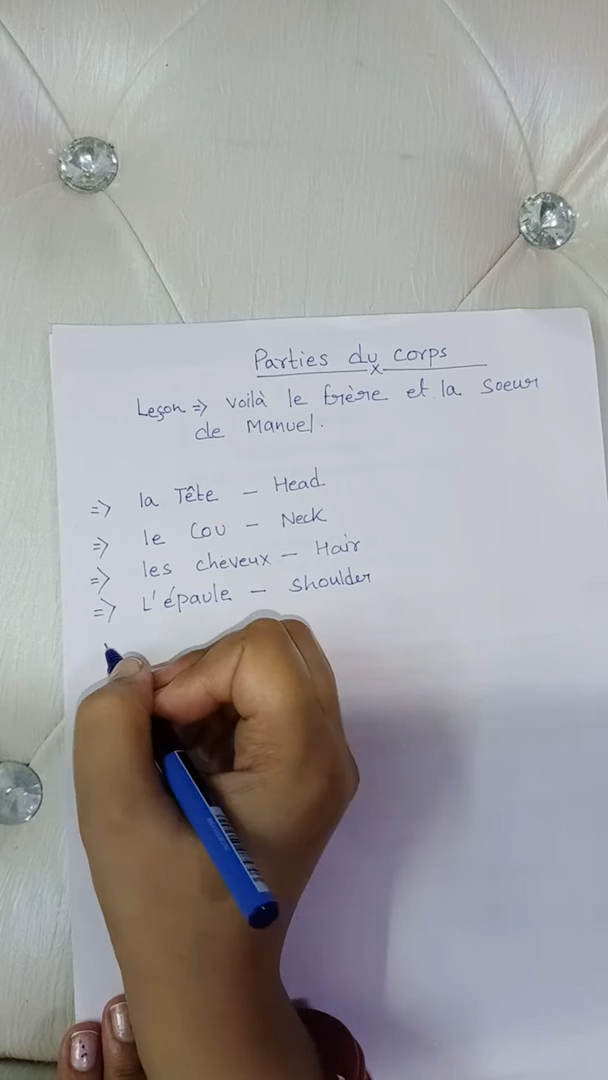 Parties du corps
x
Leçon => Voilà le frère et la Soeur
de Manuel.
=> la Tête - Head
=> le Cou - Neck
=> les cheveux - Hair
=> L'épaule - Shoulder